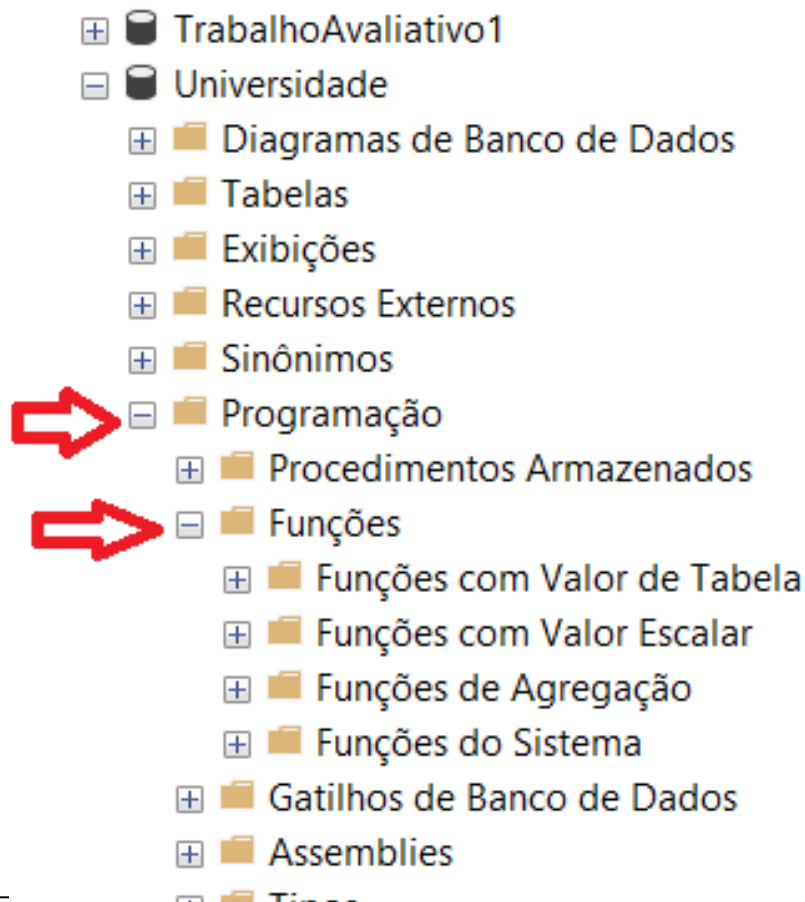 TrabalhoAvaliativo1
Universidade
Diagramas de Banco de Dados
Tabelas
Exibições
Recursos Externos
Sinônimos
Programação
Procedimentos Armazenados
Funções
Funções com Valor de Tabela
Funções com Valor Escalar
Funções de Agregação
Funções do Sistema
Gatilhos de Banco de Dados
Assemblies